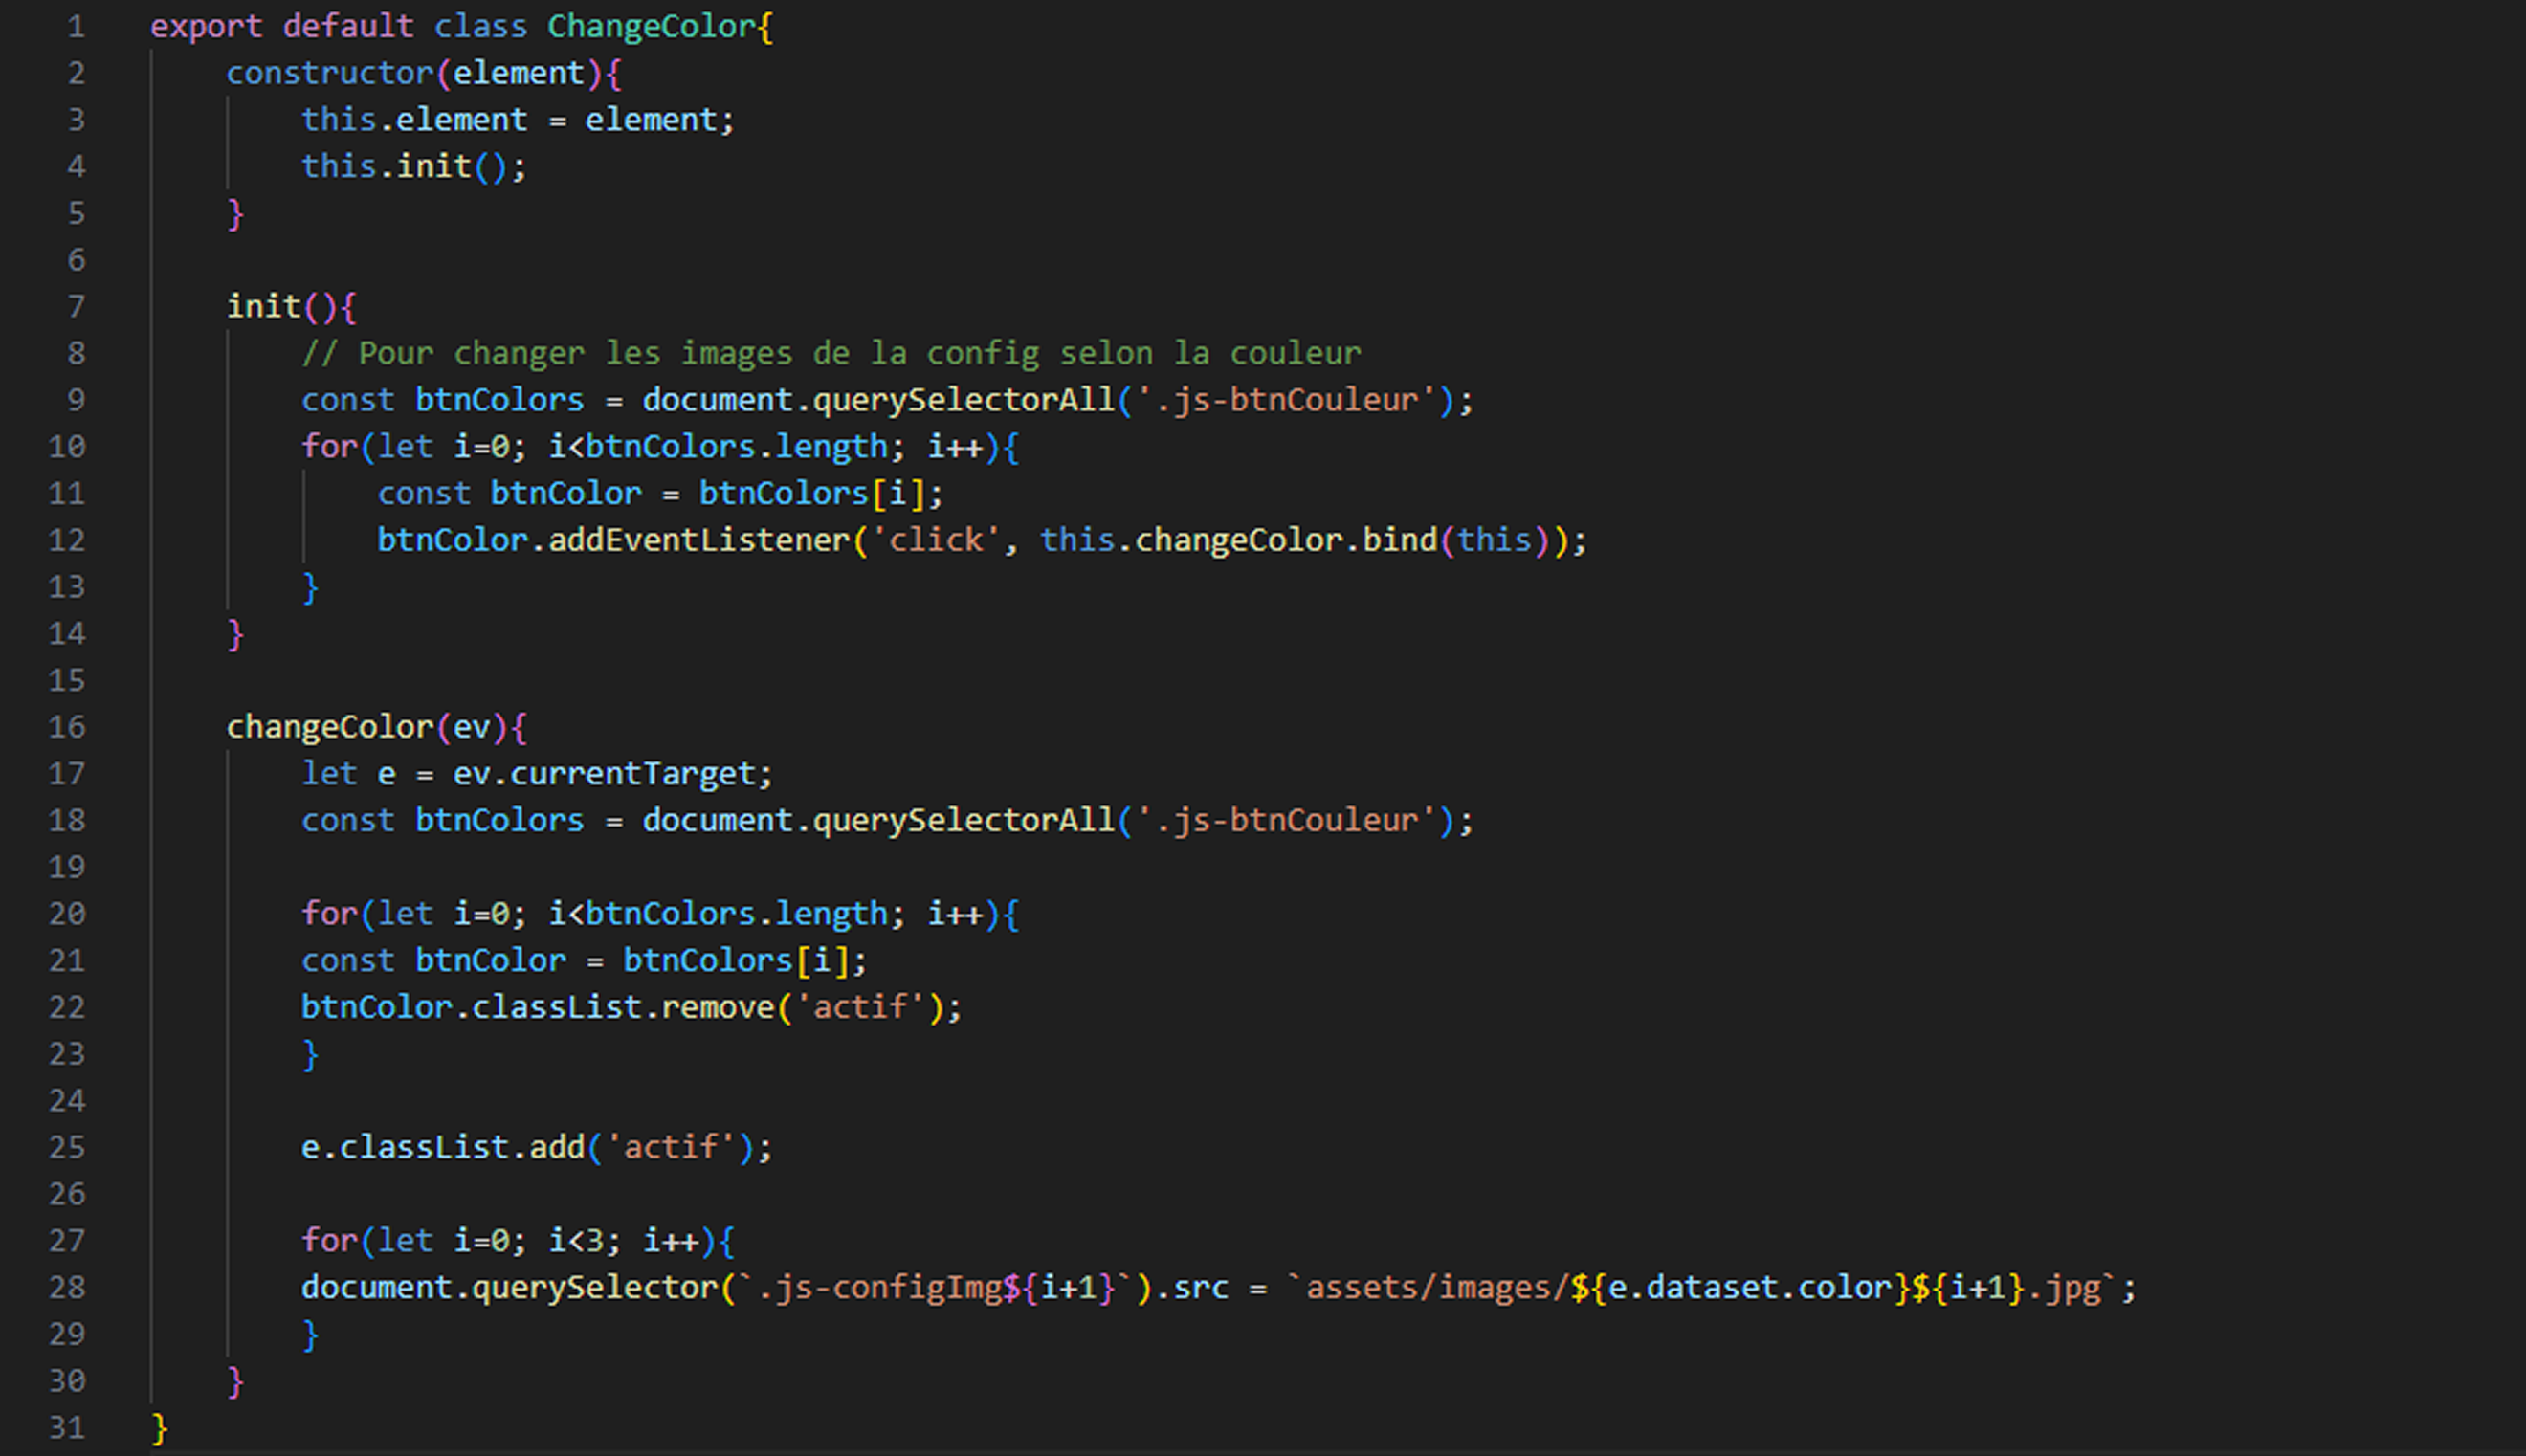 1 export default class ChangeColor{
2 constructor(element){
3 this.element = element;
4 this.init();
5 }
6
7 init(){
8 // Pour changer les images de la config selon la couleur
9 const btnColors = document.querySelectorAll('.js-btnCouleur');
10 for(let i=0; i<btnColors.length; i++){
11 const btnColor = btnColors[i];
12 btnColor.addEventListener('click', this.changeColor.bind(this));
13 }
14 }
15
16 changeColor(ev){
17 let e = ev.currentTarget;
18 const btnColors = document.querySelectorAll('.js-btnCouleur');
19
20 for(let i=0; i<btnColors.length; i++){
21 const btnColor = btnColors[i];
22 btnColor.classList.remove('actif');
23 }
24
25 e.classList.add('actif');
26
27 for(let i=0; i<3; i++){
28 document.querySelector(`.js-configImg${i+1}`).src = `assets/images/${e.dataset.color}${i+1}.jpg`;
29 }
30 }
31 }